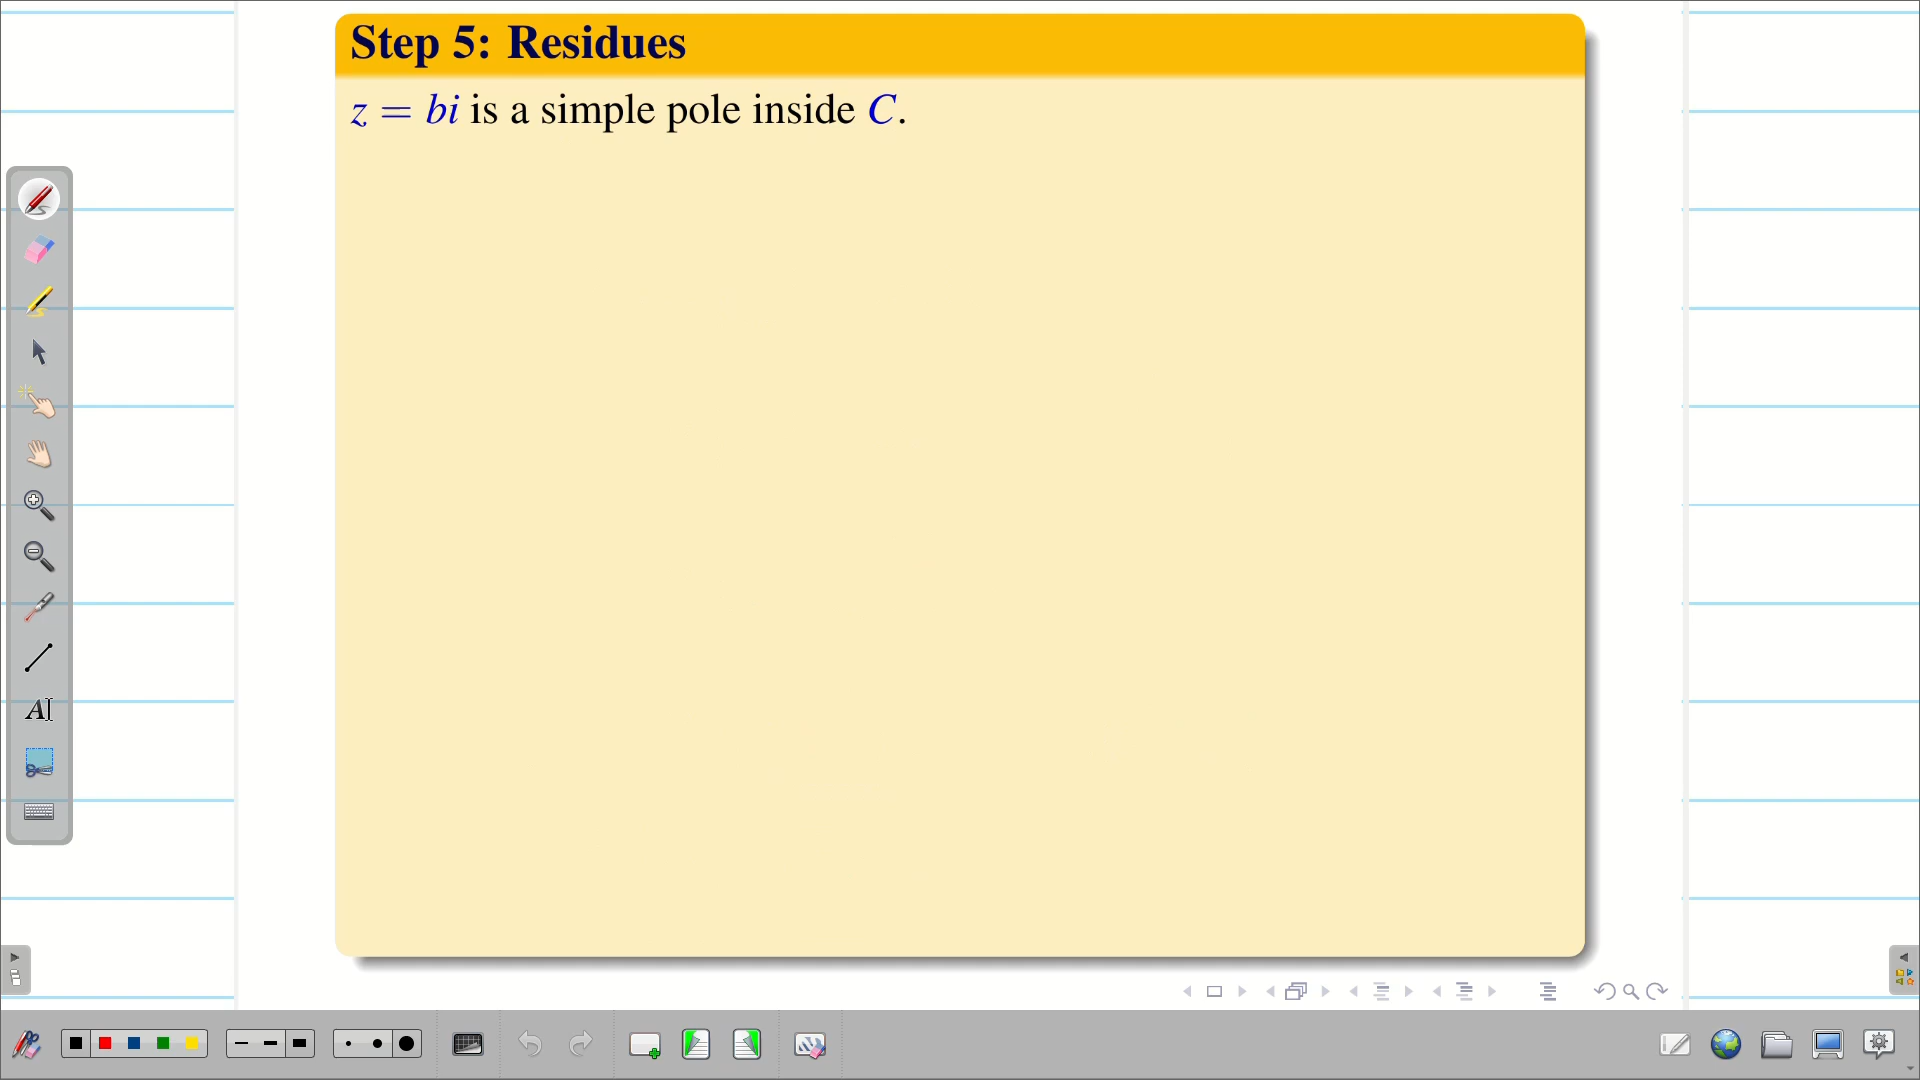 Step 5: Residues
z = bi is a simple pole inside C.